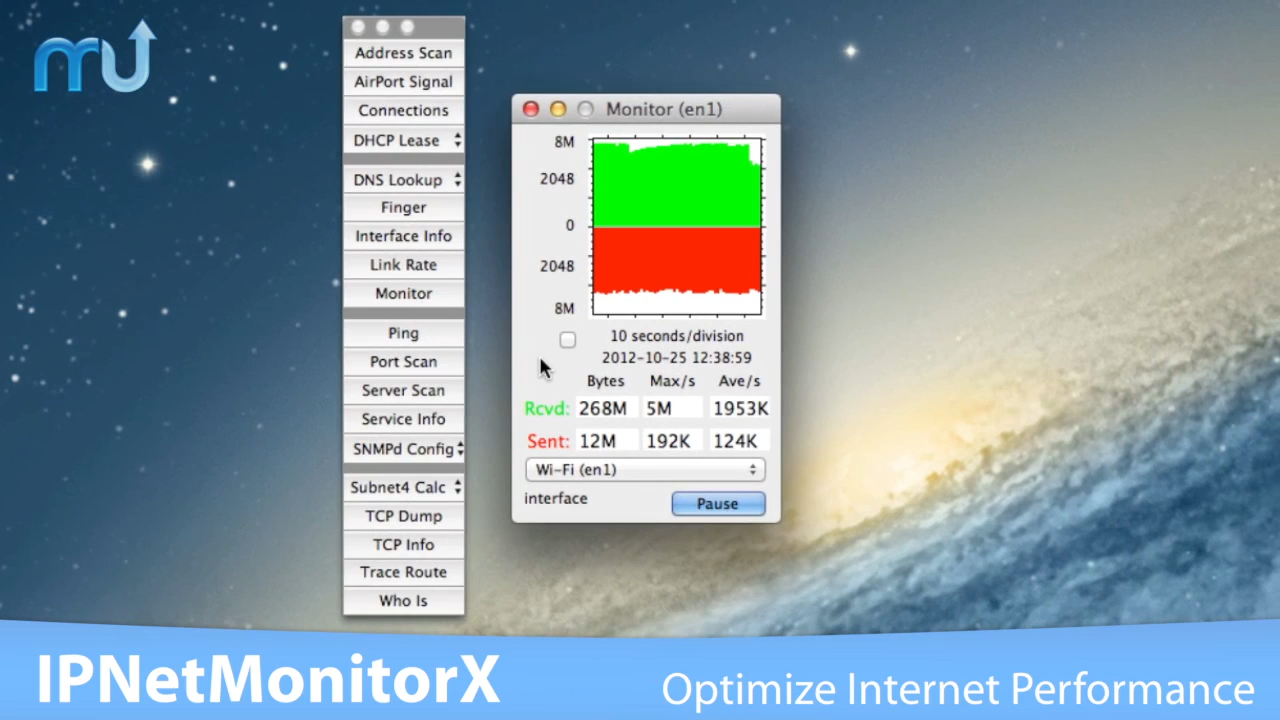 mu
Address Scan
AirPort Signal
Connections
DHCP Lease
DNS Lookup
Finger
Interface Info
Link Rate
Monitor
Ping
Port Scan
Server Scan
Service Info
SNMPd Config
Subnet4 Calc
TCP Dump
TCP Info
Trace Route
Who Is
Monitor (en1)
8M
2048
0
2048
8M
10 seconds/division
2012-10-25 12:38:59
Bytes Max/s Ave/s
Rcvd: 268M 5M 1953K
Sent: 12M 192K 124K
Wi-Fi (en1)
interface Pause
IPNetMonitorX Optimize Internet Performance